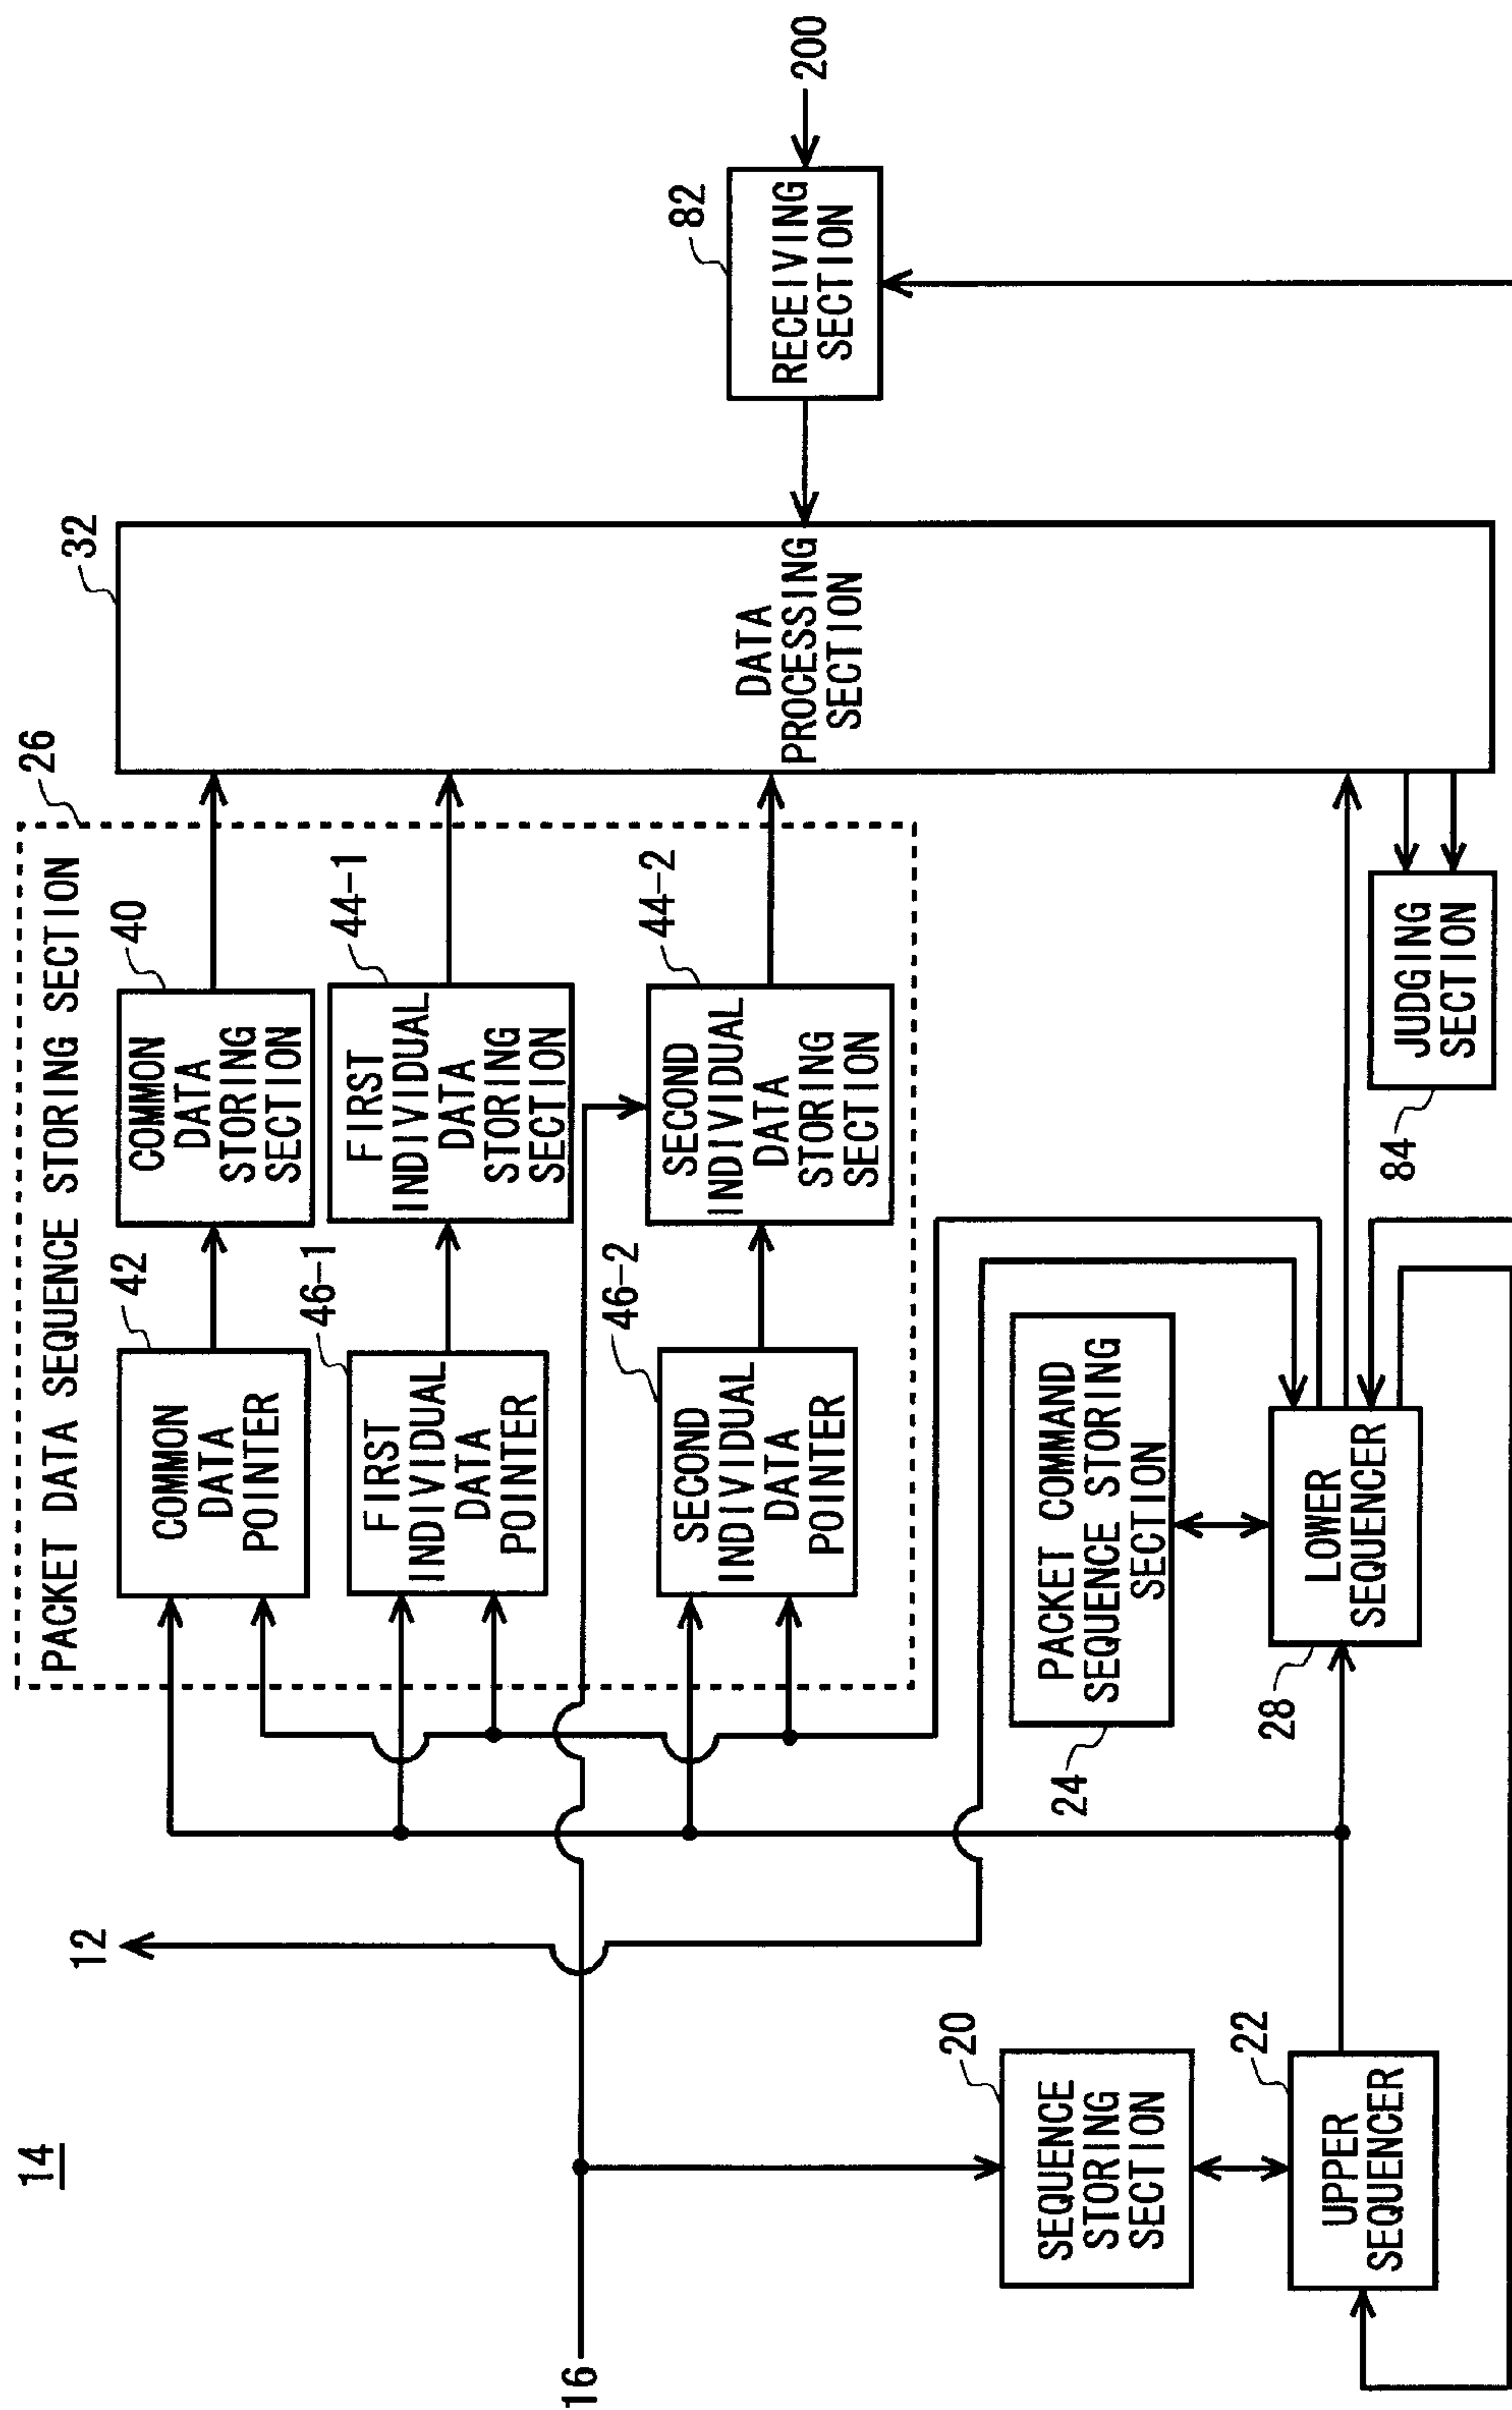 14
12
16
PACKET DATA SEQUENCE STORING SECTION
26
42
COMMON
DATA
POINTER
40
COMMON
DATA
STORING
SECTION
46-1
FIRST
INDIVIDUAL
DATA
POINTER
44-1
FIRST
INDIVIDUAL
DATA
STORING
SECTION
46-2
SECOND
INDIVIDUAL
DATA
POINTER
44-2
SECOND
INDIVIDUAL
DATA
STORING
SECTION
32
DATA
PROCESSING
SECTION
82
RECEIVING
SECTION
200
20
SEQUENCE
STORING
SECTION
22
UPPER
SEQUENCER
24
PACKET COMMAND
SEQUENCE STORING
SECTION
28
LOWER
SEQUENCER
84
JUDGING
SECTION